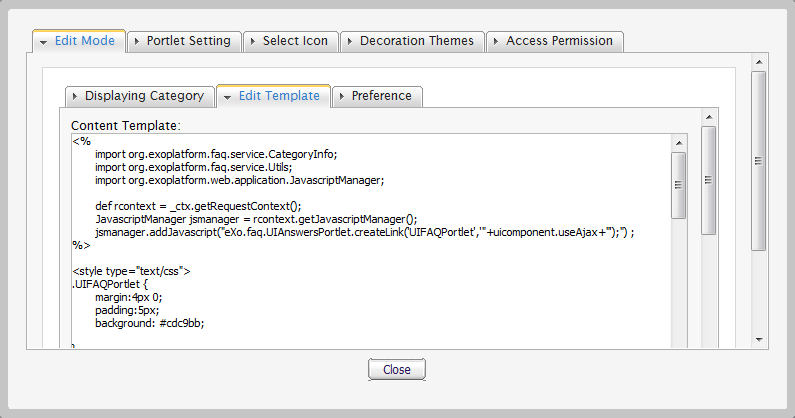 Edit Mode Portlet Setting Select Icon Decoration Themes Access Permission
Displaying Category Edit Template Preference
Content Template:
<%
import org.exoplatform.faq.service.CategoryInfo;
import org.exoplatform.faq.service.Utils;
import org.exoplatform.web.application.JavascriptManager;
def rcontext = _ctx.getRequestContext();
JavascriptManager jsmanager = rcontext.getJavascriptManager();
jsmanager.addJavascript("eXo.faq.UIAnswersPortlet.createLink('UIFAQPortlet','"+uicomponent.useAjax+"');") ;
%>
<style type="text/css">
.UIFAQPortlet {
margin:4px 0;
padding:5px;
background: #cdc9bb;
}
Close